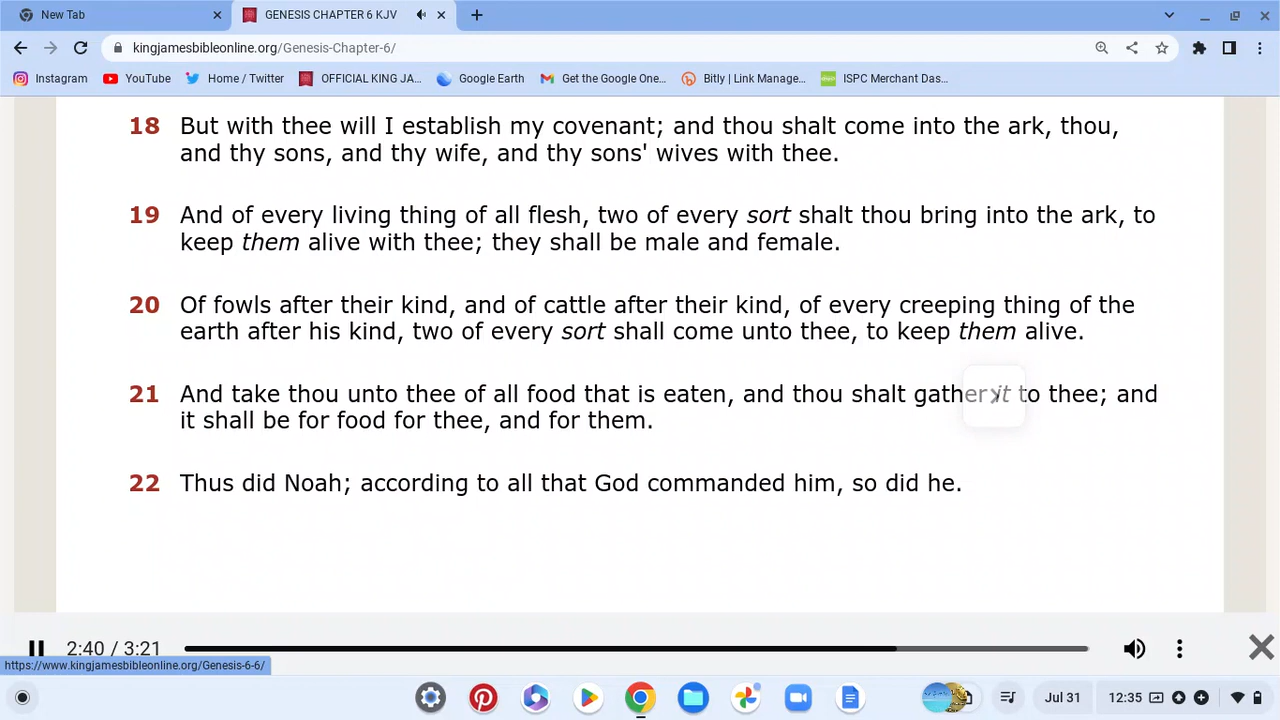 New Tab
GENESIS CHAPTER 6 KJV
kingjamesbibleonline.org/Genesis-Chapter-6/
Instagram YouTube Home / Twitter OFFICIAL KING JA... Google Earth Get the Google One... Bitly | Link Manage... ISPC Merchant Das...
18 But with thee will I establish my covenant; and thou shalt come into the ark, thou,
and thy sons, and thy wife, and thy sons' wives with thee.
19 And of every living thing of all flesh, two of every sort shalt thou bring into the ark, to
keep them alive with thee; they shall be male and female.
20 Of fowls after their kind, and of cattle after their kind, of every creeping thing of the
earth after his kind, two of every sort shall come unto thee, to keep them alive.
21 And take thou unto thee of all food that is eaten, and thou shalt gather it to thee; and
it shall be for food for thee, and for them.
22 Thus did Noah; according to all that God commanded him, so did he.
2:40 / 3:21
https://www.kingjamesbibleonline.org/Genesis-6-6/
Jul 31 12:35